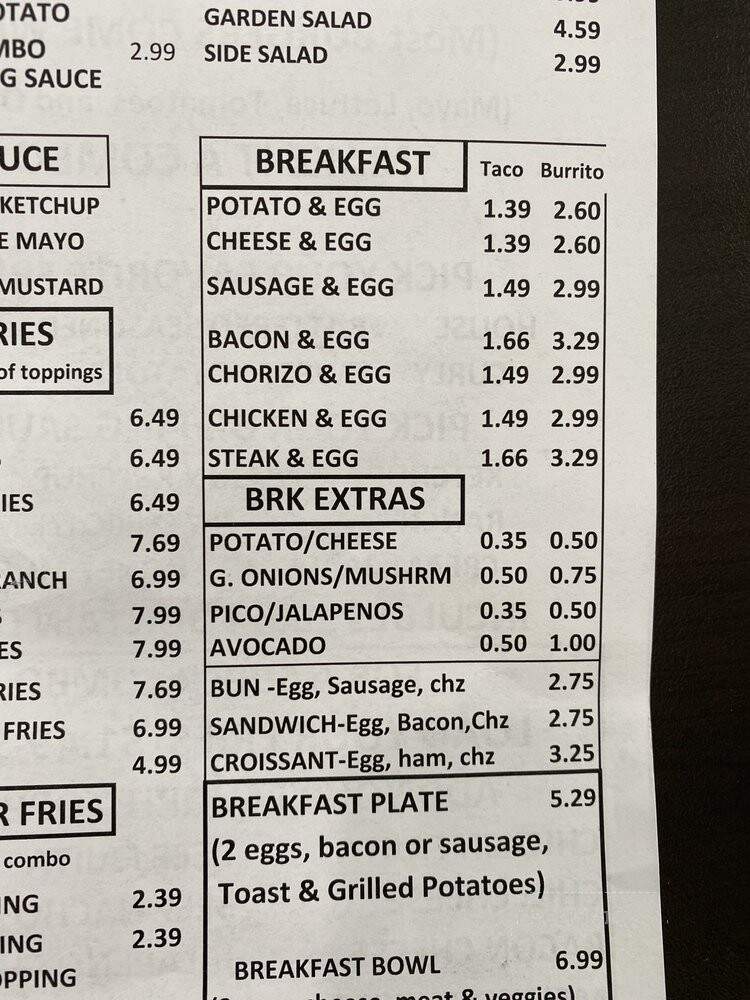 OTATO
MBO 2.99
G SAUCE
UCE
KETCHUP
E MAYO
MUSTARD
RIES
of toppings
6.49
6.49
IES 6.49
7.69
RANCH 6.99
7.99
ES 7.99
RIES 7.69
FRIES 6.99
4.99
R FRIES
combo
ING 2.39
ING 2.39
OPPING
GARDEN SALAD 4.59
SIDE SALAD 2.99
BREAKFAST Taco Burrito
POTATO & EGG 1.39 2.60
CHEESE & EGG 1.39 2.60
SAUSAGE & EGG 1.49 2.99
BACON & EGG 1.66 3.29
CHORIZO & EGG 1.49 2.99
CHICKEN & EGG 1.49 2.99
STEAK & EGG 1.66 3.29
BRK EXTRAS
POTATO/CHEESE 0.35 0.50
G. ONIONS/MUSHRM 0.50 0.75
PICO/JALAPENOS 0.35 0.50
AVOCADO 0.50 1.00
BUN -Egg, Sausage, chz 2.75
SANDWICH-Egg, Bacon,Chz 2.75
CROISSANT-Egg, ham, chz 3.25
BREAKFAST PLATE 5.29
(2 eggs, bacon or sausage,
Toast & Grilled Potatoes)
BREAKFAST BOWL 6.99
cheese, meat & veggies)